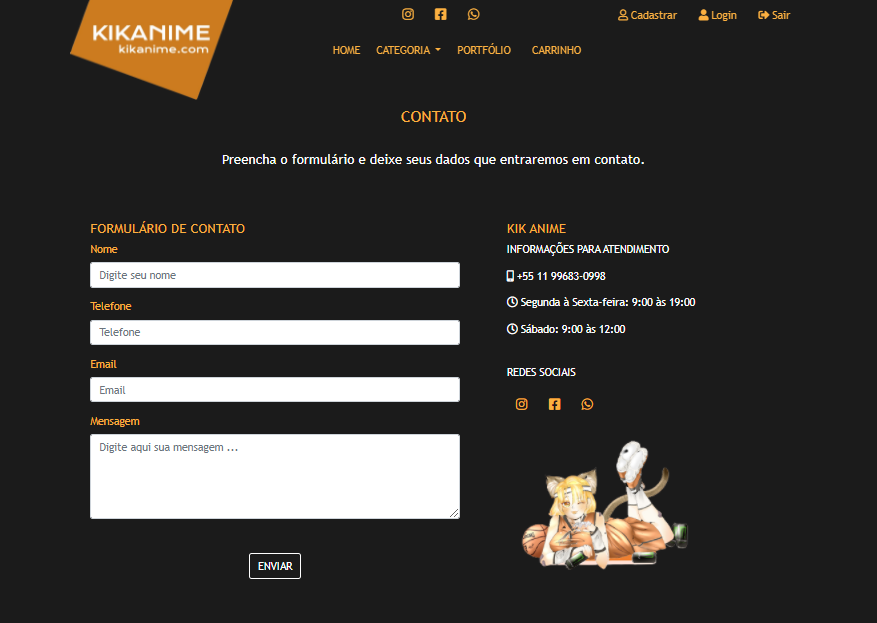 KIKANIME
kikanime.com
Cadastrar Login Sair
HOME CATEGORIA PORTFÓLIO CARRINHO
CONTATO
Preencha o formulário e deixe seus dados que entraremos em contato.
FORMULÁRIO DE CONTATO
Nome
Digite seu nome
Telefone
Telefone
Email
Email
Mensagem
Digite aqui sua mensagem ...
ENVIAR
KIK ANIME
INFORMAÇÕES PARA ATENDIMENTO
+55 11 99683-0998
Segunda à Sexta-feira: 9:00 às 19:00
Sábado: 9:00 às 12:00
REDES SOCIAIS